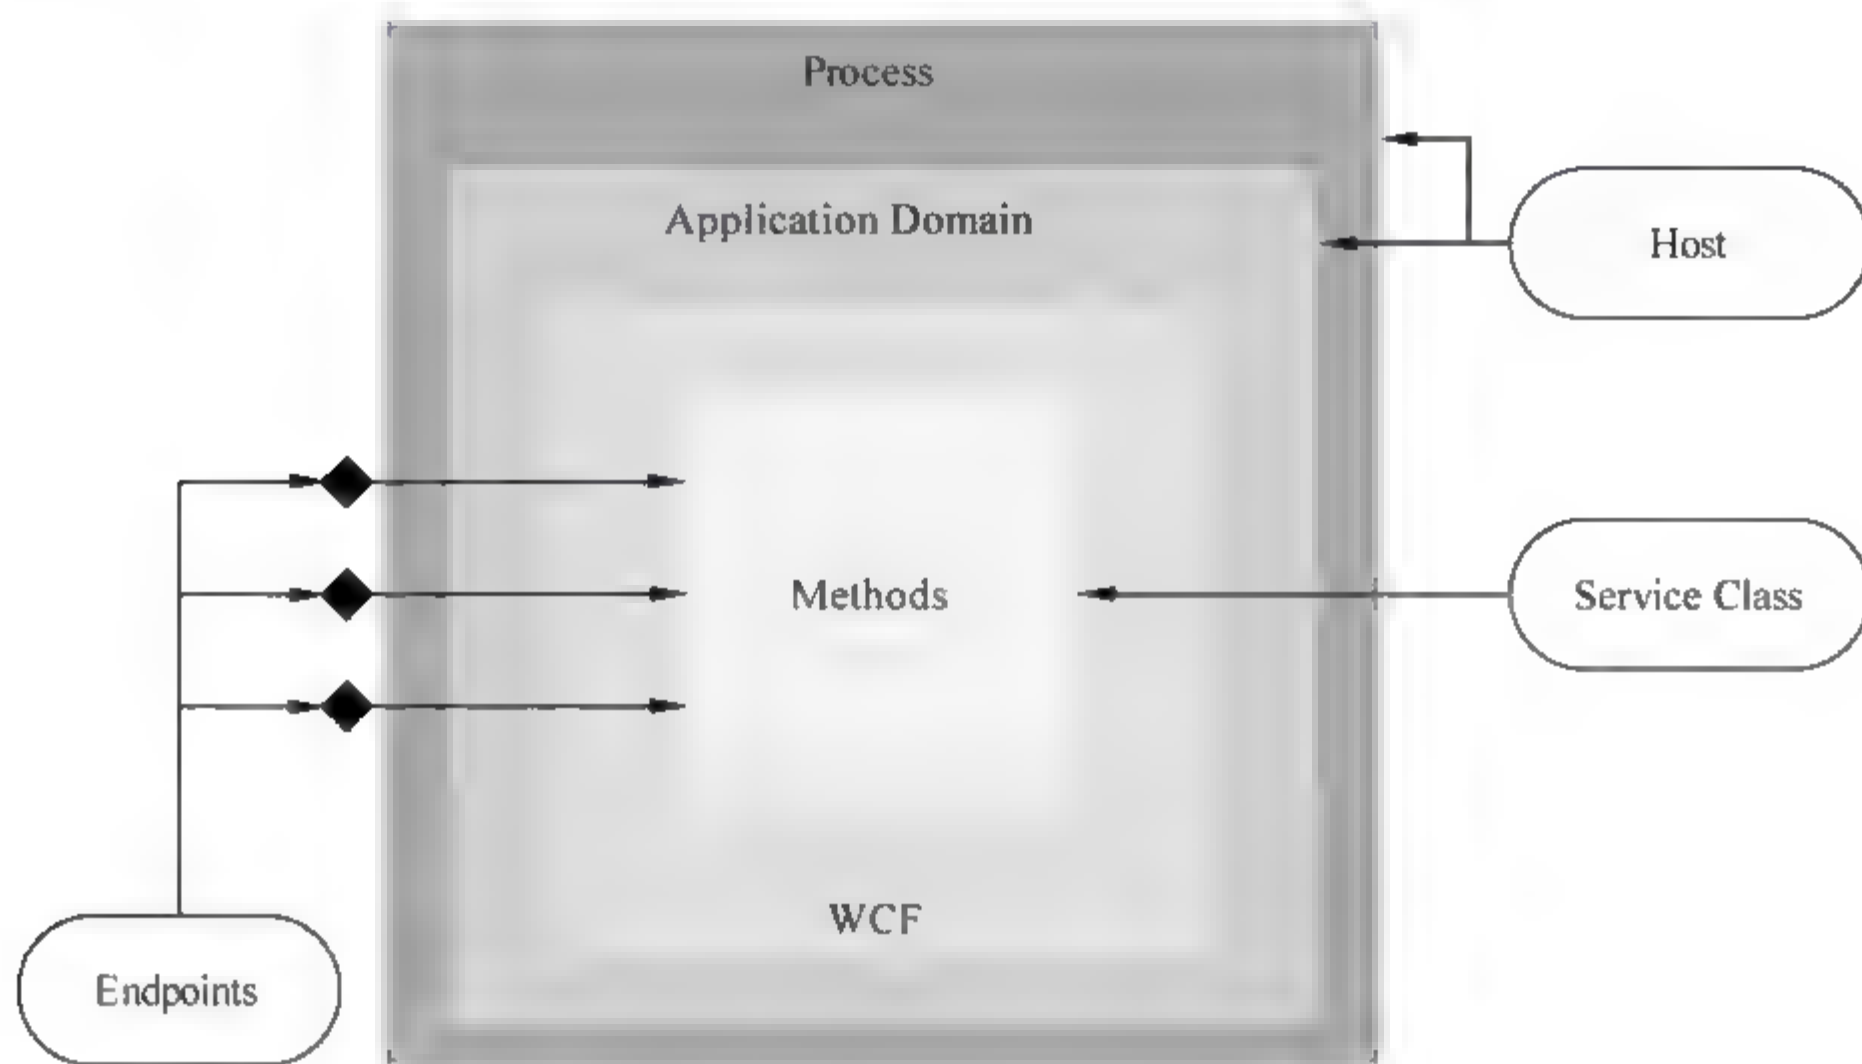 Process
Application Domain
Host
Methods
Service Class
WCF
Endpoints